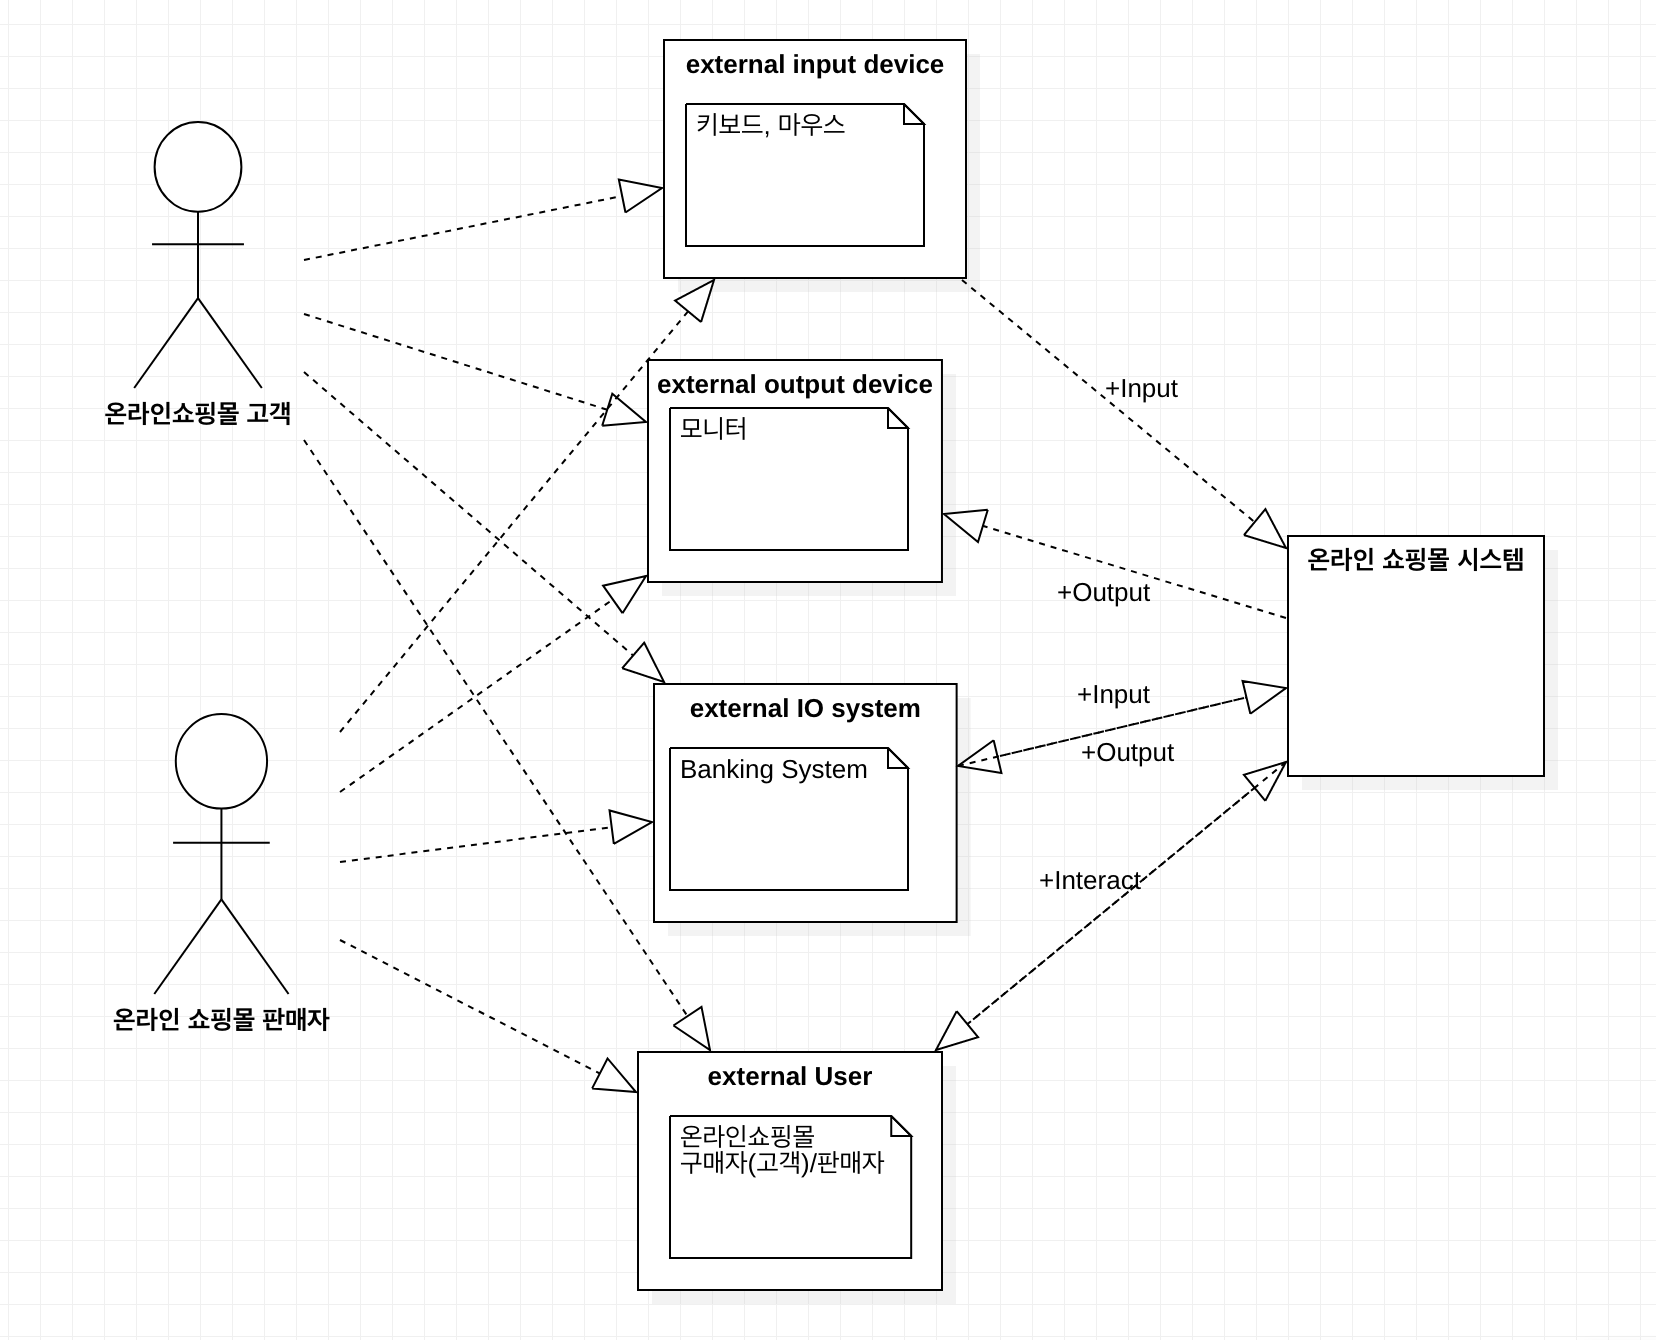 external input device
키보드, 마우스
온라인쇼핑몰 고객
external output device
모니터
+Input
+Output
온라인 쇼핑몰 시스템
external IO system
Banking System
+Input
+Output
+Interact
온라인 쇼핑몰 판매자
external User
온라인쇼핑몰
구매자(고객)/판매자